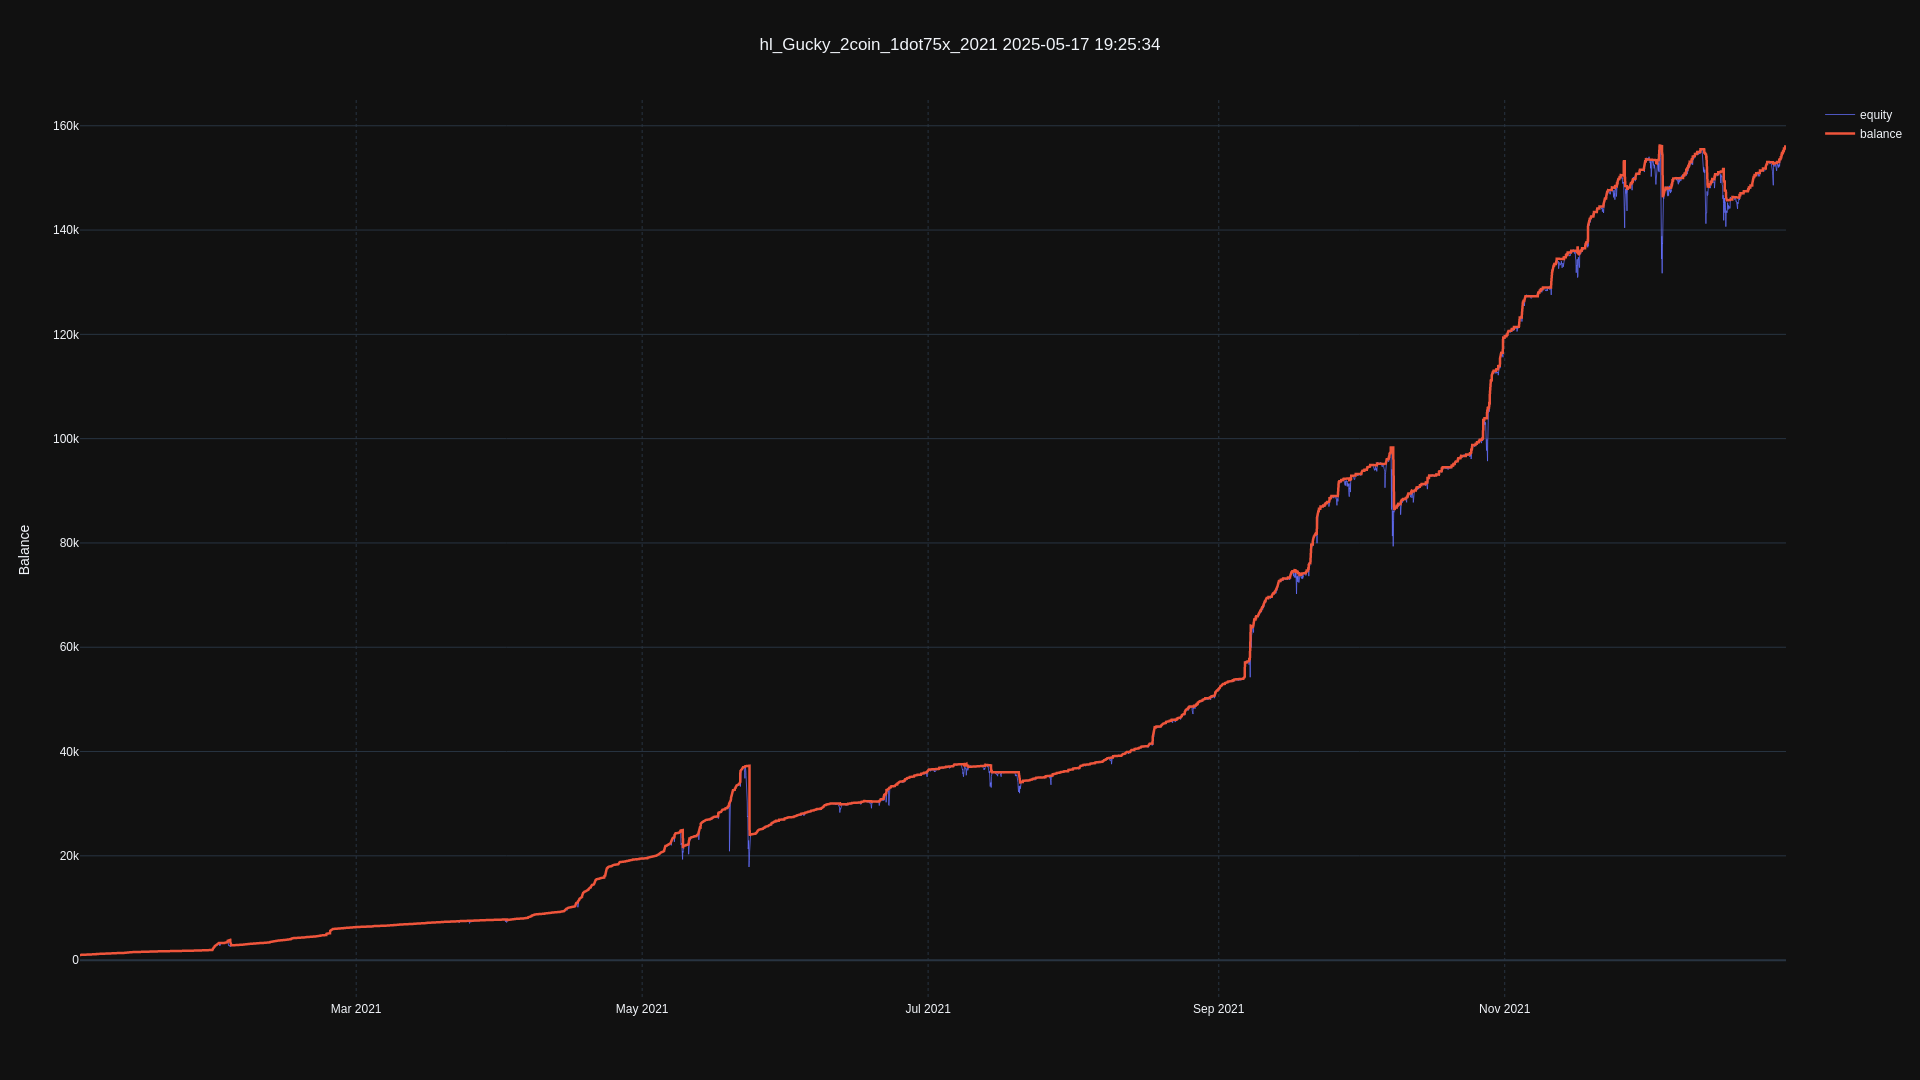 hl_Gucky_2coin_1dot75x_2021 2025-05-17 19:25:34
equity
balance
160k
140k
120k
100k
80k
60k
40k
20k
0
Balance
Mar 2021
May 2021
Jul 2021
Sep 2021
Nov 2021